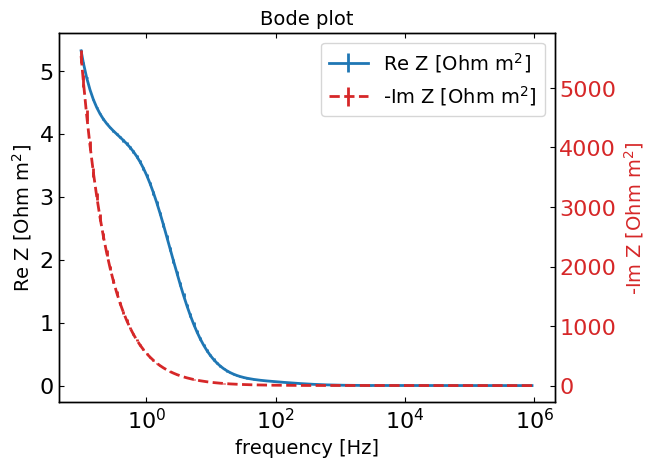 Bode plot
Re Z [Ohm m²]
-Im Z [Ohm m²]
5
4
3
2
1
0
Re Z [Ohm m²]
5000
4000
3000
2000
1000
0
-Im Z [Ohm m²]
10⁰ 10² 10⁴ 10⁶
frequency [Hz]